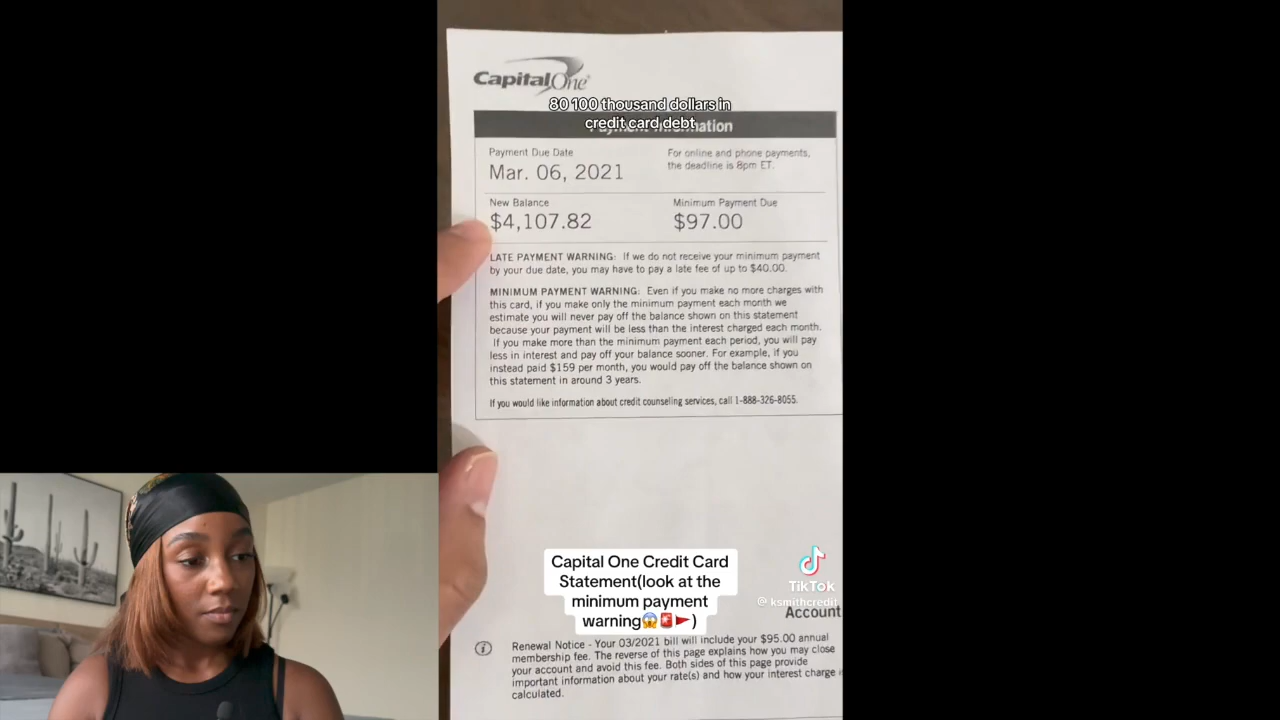 CapitalOne
80 100 thousand dollars in
credit card debt
Payment Information
Payment Due Date
Mar. 06, 2021
For online and phone payments,
the deadline is 8pm ET.
New Balance
$4,107.82
Minimum Payment Due
$97.00
LATE PAYMENT WARNING: If we do not receive your minimum payment
by your due date, you may have to pay a late fee of up to $40.00.
MINIMUM PAYMENT WARNING: Even if you make no more charges with
this card, if you make only the minimum payment each month we
estimate you will never pay off the balance shown on this statement
because your payment will be less than the interest charged each month.
If you make more than the minimum payment each period, you will pay
less in interest and pay off your balance sooner. For example, if you
instead paid $159 per month, you would pay off the balance shown on
this statement in around 3 years.
If you would like information about credit counseling services, call 1-888-326-8055.
Capital One Credit Card
Statement(look at the
minimum payment
warning😱🚨🚩)
TikTok
@ksmithcredit
Account
Renewal Notice - Your 03/2021 bill will include your $95.00 annual
membership fee. The reverse of this page explains how you may close
your account and avoid this fee. Both sides of this page provide
important information about your rate(s) and how your interest charge
calculated.